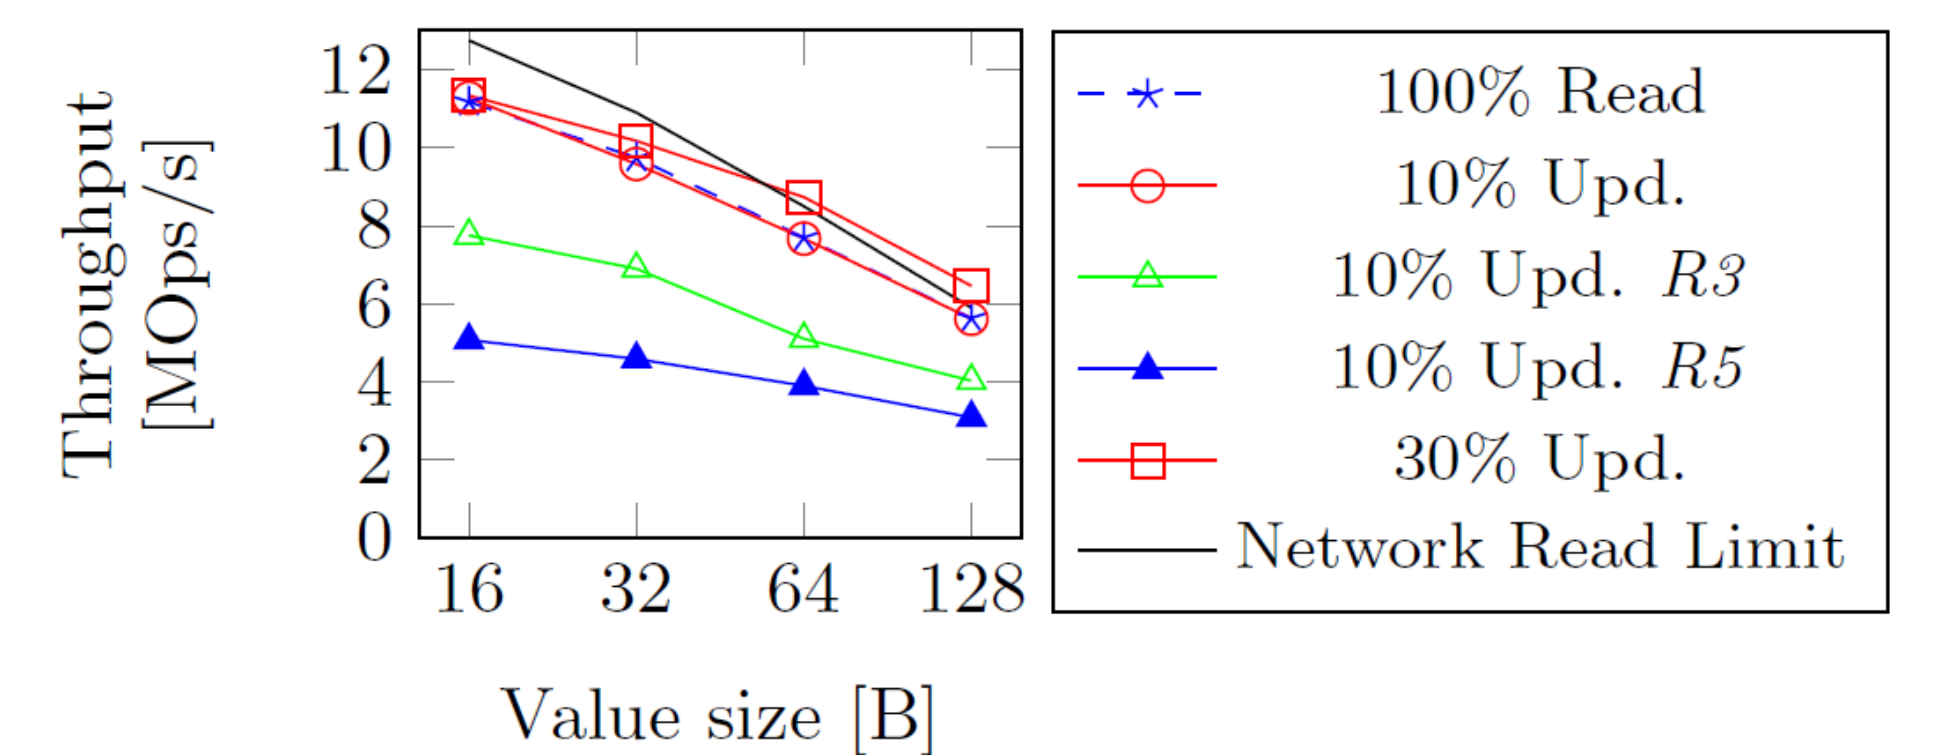 Throughput
[MOps/s]
12
10
8
6
4
2
0
16 32 64 128
Value size [B]
100% Read
10% Upd.
10% Upd. R3
10% Upd. R5
30% Upd.
Network Read Limit